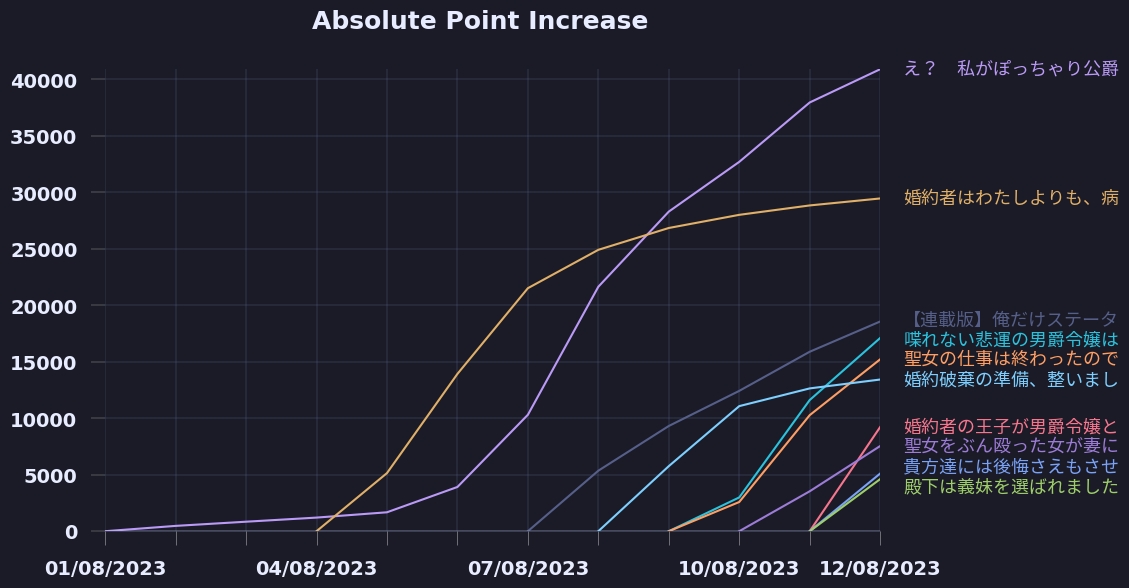 Absolute Point Increase
40000
35000
30000
25000
20000
15000
10000
5000
0
01/08/2023
04/08/2023
07/08/2023
10/08/2023
12/08/2023
え？　私がぽっちゃり公爵
婚約者はわたしよりも、病
【連載版】俺だけステータ
喋れない悲運の男爵令嬢は
聖女の仕事は終わったので
婚約破棄の準備、整いまし
婚約者の王子が男爵令嬢と
聖女をぶん殴った女が妻に
貴方達には後悔さえもさせ
殿下は義妹を選ばれました